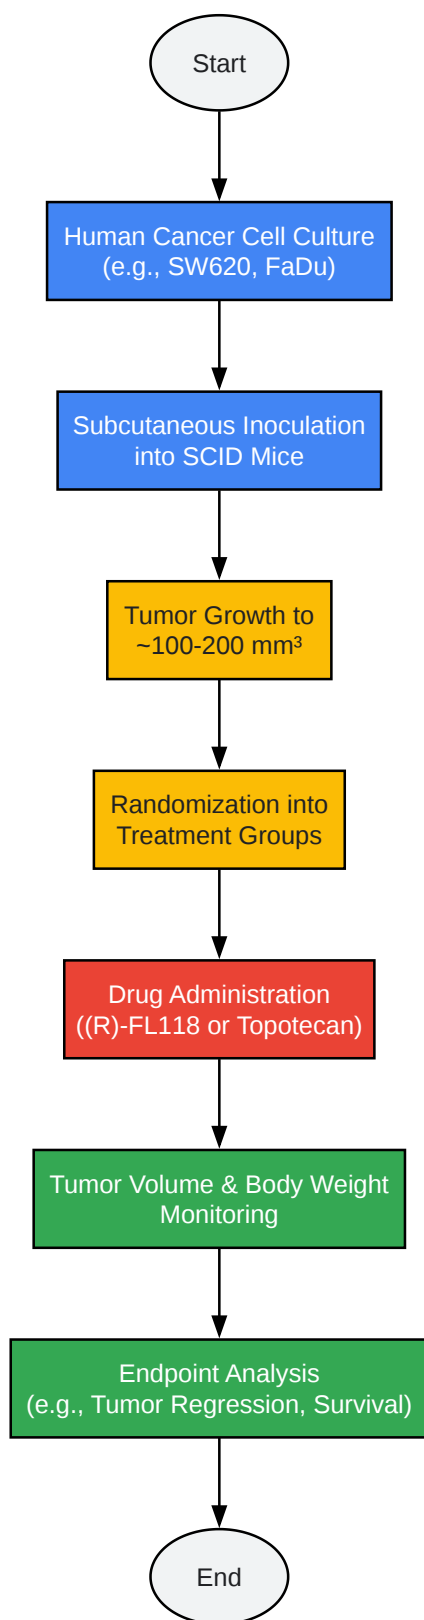 Start
Human Cancer Cell Culture
(e.g., SW620, FaDu)
Subcutaneous Inoculation
into SCID Mice
Tumor Growth to
~100-200 mm³
Randomization into
Treatment Groups
Drug Administration
((R)-FL118 or Topotecan)
Tumor Volume & Body Weight
Monitoring
Endpoint Analysis
(e.g., Tumor Regression, Survival)
End